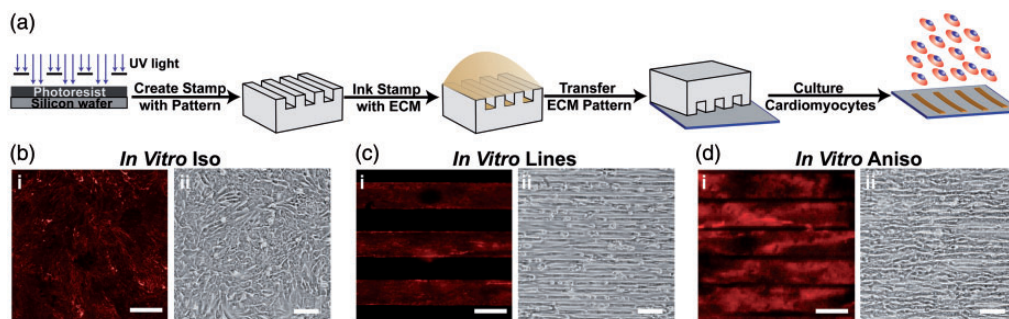 (a)
UV light
Photoresist
Silicon wafer
Create Stamp
with Pattern
Ink Stamp
with ECM
Transfer
ECM Pattern
Culture
Cardiomyocytes
(b) In Vitro Iso
i
ii
(c) In Vitro Lines
i
ii
(d) In Vitro Aniso
i
ii